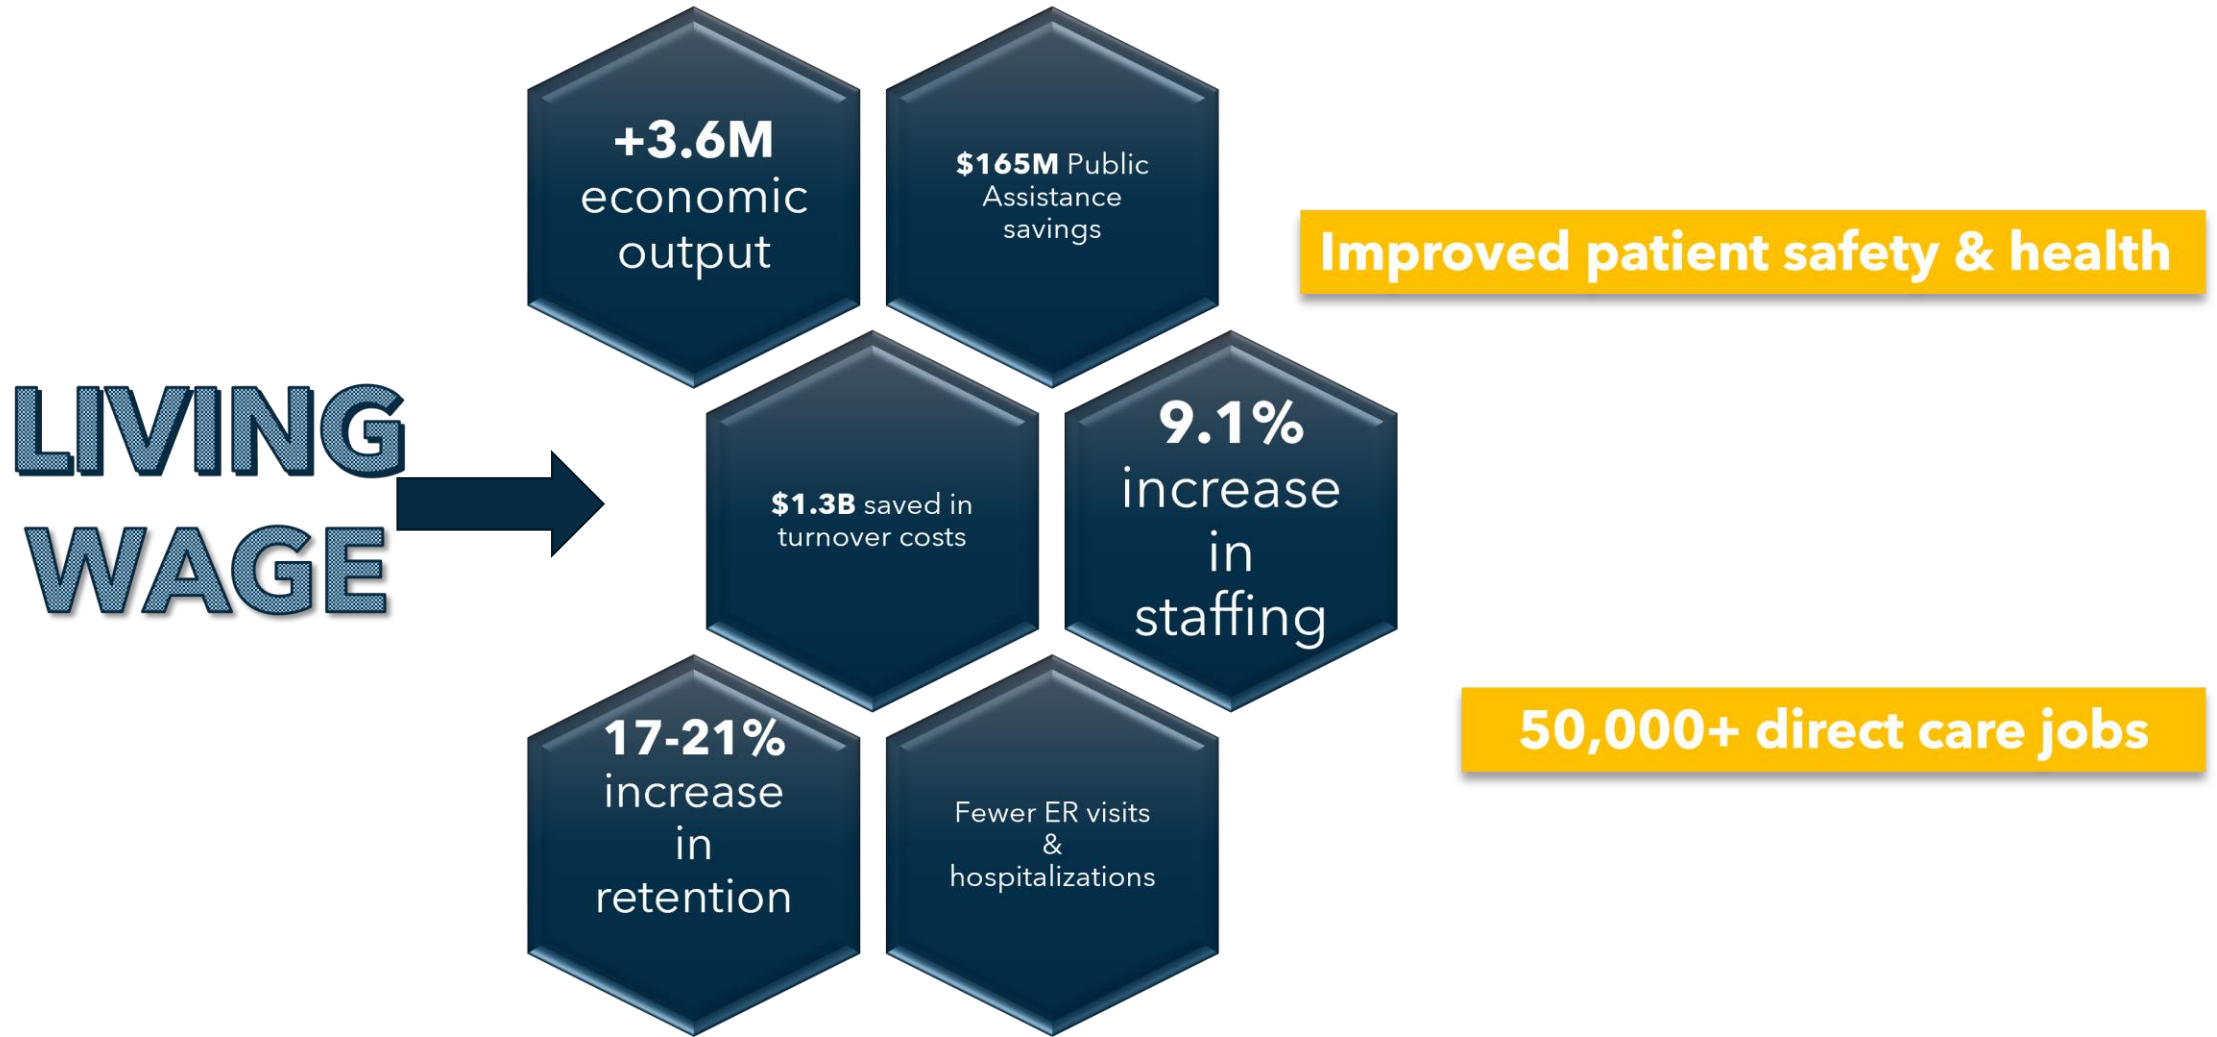 LIVING
WAGE
+3.6M
economic
output
$165M Public
Assistance
savings
$1.3B saved in
turnover costs
9.1%
increase
in
staffing
17-21%
increase
in
retention
Fewer ER visits
&
hospitalizations
Improved patient safety & health
50,000+ direct care jobs